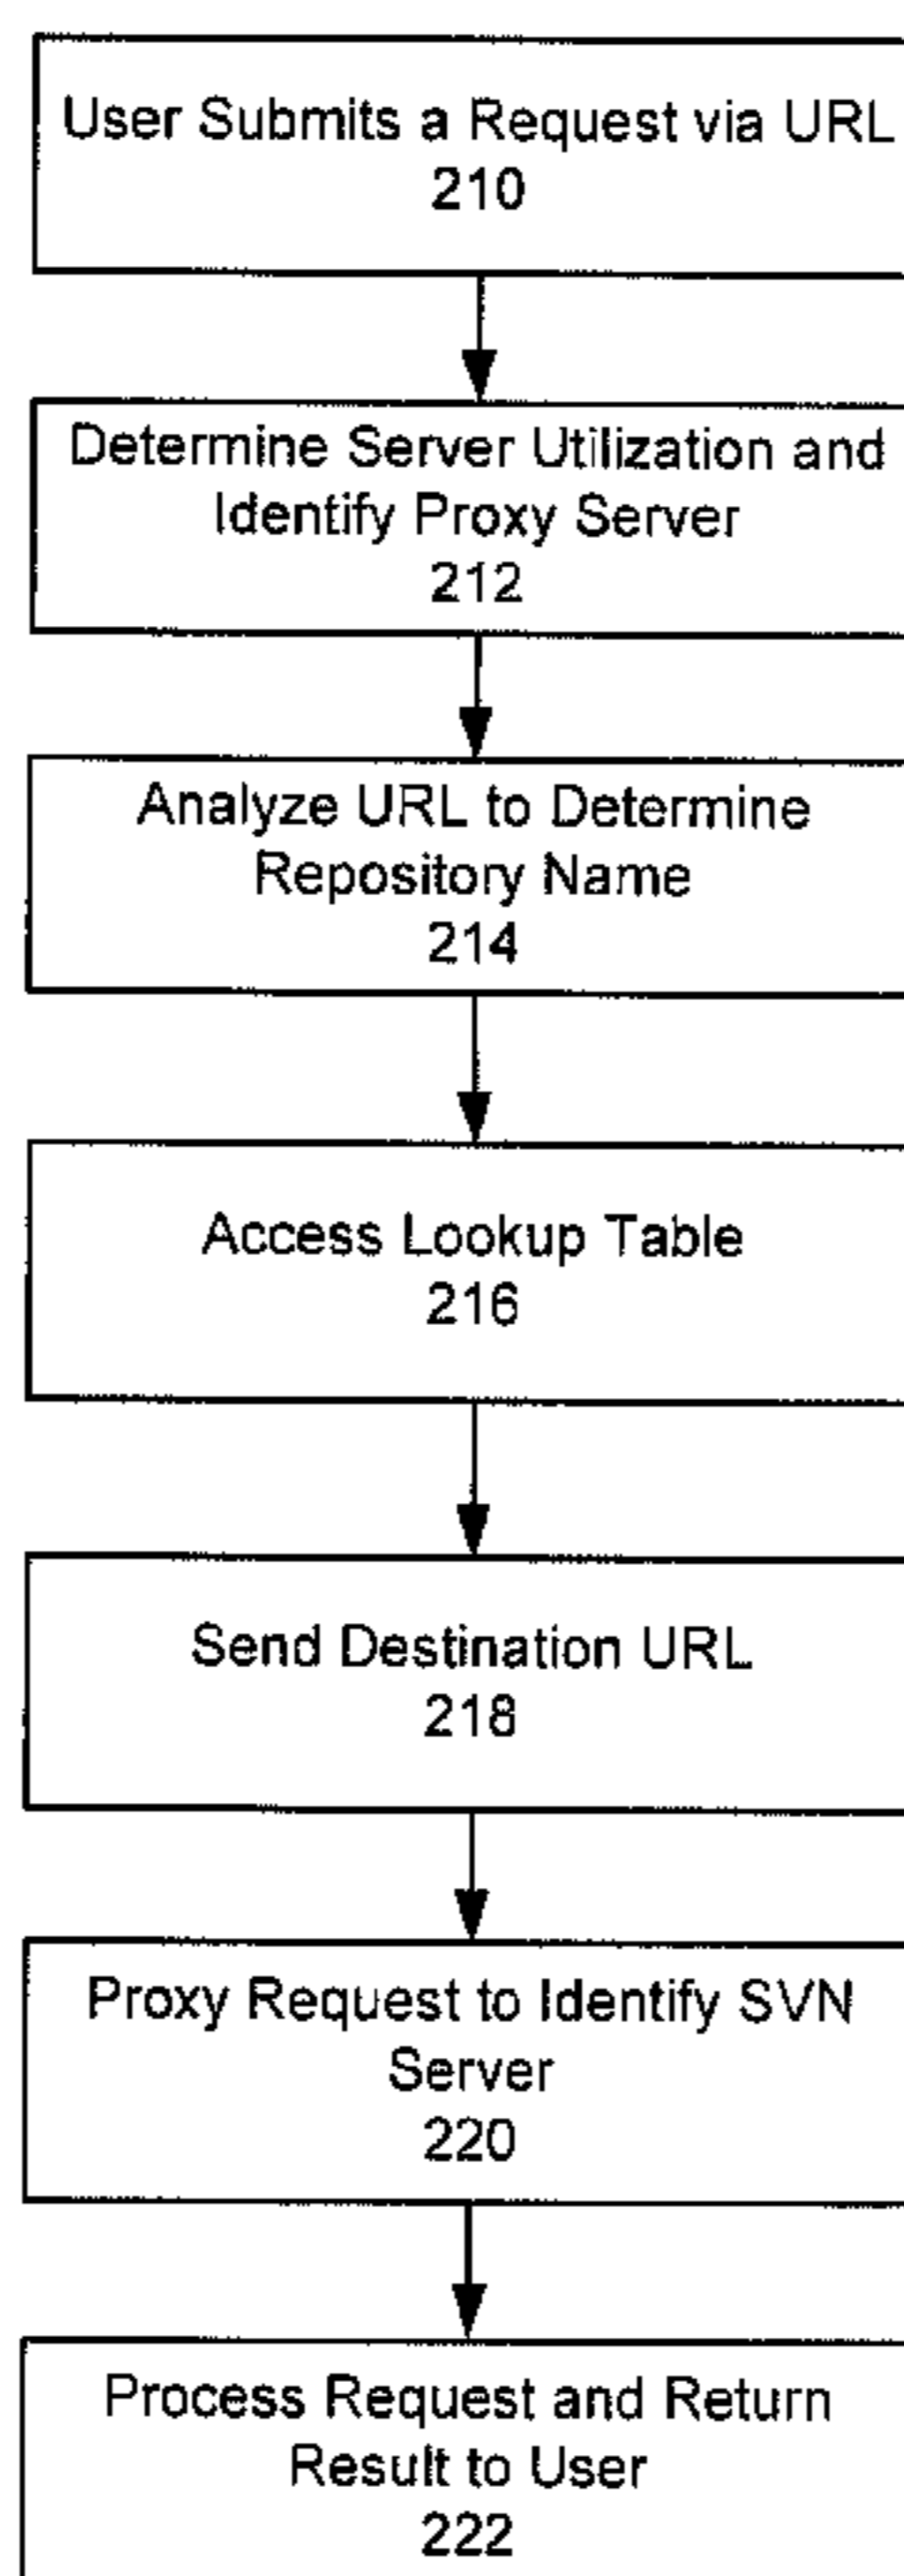 User Submits a Request via URL
210
Determine Server Utilization and
Identify Proxy Server
212
Analyze URL to Determine
Repository Name
214
Access Lookup Table
216
Send Destination URL
218
Proxy Request to Identify SVN
Server
220
Process Request and Return
Result to User
222